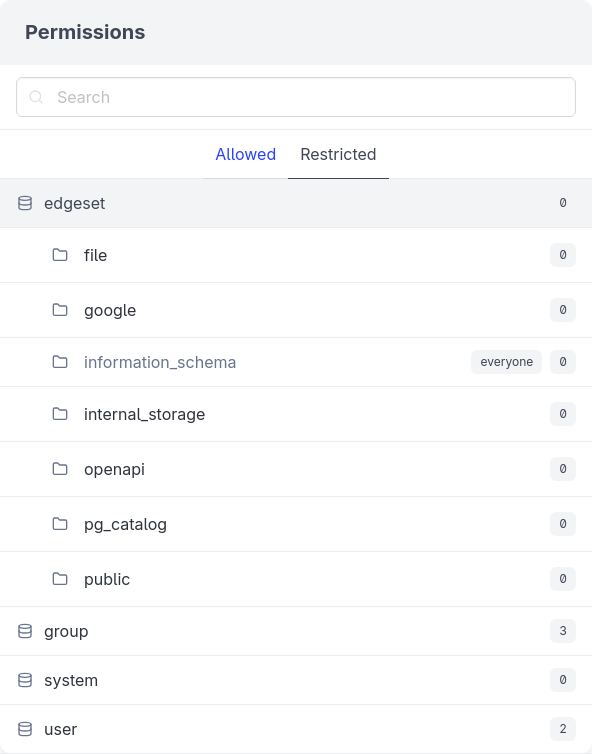 Permissions
Search
Allowed Restricted
edgeset 0
file 0
google 0
information_schema everyone 0
internal_storage 0
openapi 0
pg_catalog 0
public 0
group 3
system 0
user 2